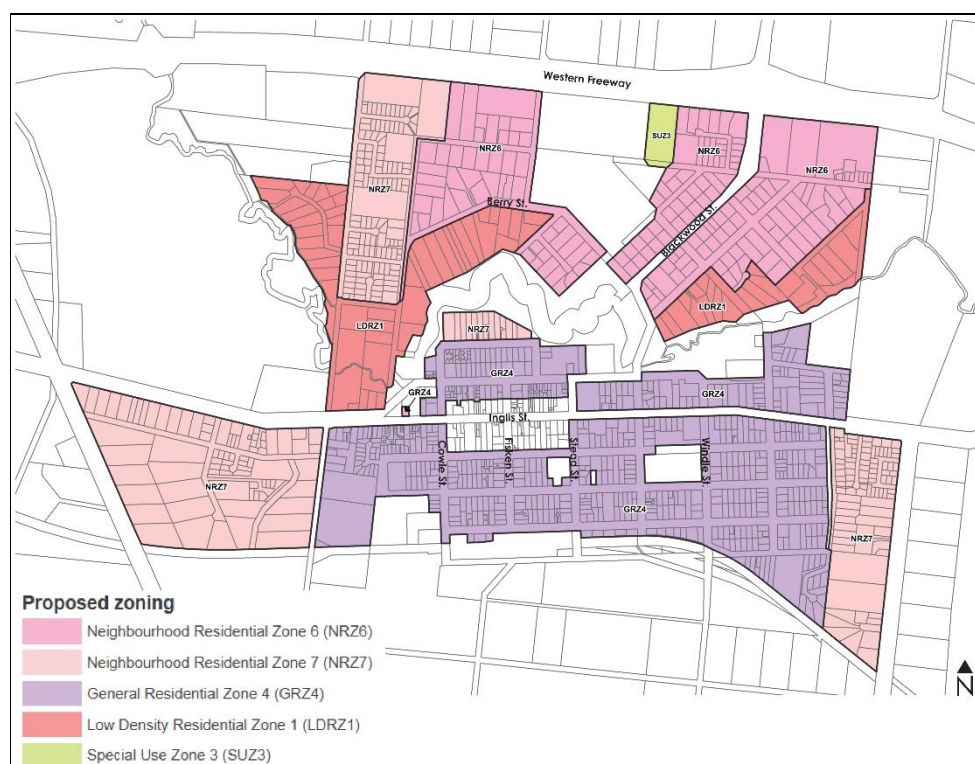 Western Freeway
SUZ3
NRZ6
NRZ6
NRZ7
NRZ6
Berry St.
Blackwood St.
LDRZ1
LDRZ1
NRZ7
GRZ4
GRZ4
GRZ4
Inglis St.
Cowie St.
Fisken St.
Stead St.
Windle St.
NRZ7
GRZ4
NRZ7
Proposed zoning
Neighbourhood Residential Zone 6 (NRZ6)
Neighbourhood Residential Zone 7 (NRZ7)
General Residential Zone 4 (GRZ4)
Low Density Residential Zone 1 (LDRZ1)
Special Use Zone 3 (SUZ3)
N